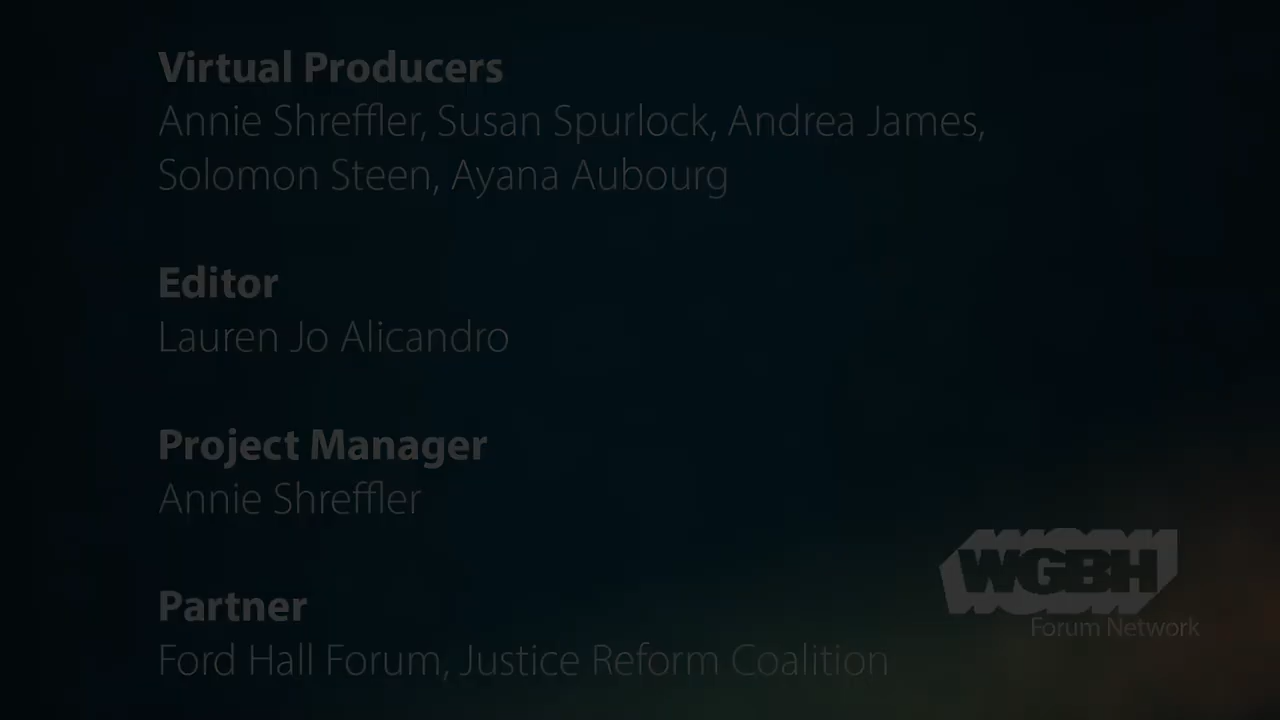 Virtual Producers
Annie Shreffler, Susan Spurlock, Andrea James,
Solomon Steen, Ayana Aubourg
Editor
Lauren Jo Alicandro
Project Manager
Annie Shreffler
Partner
Ford Hall Forum, Justice Reform Coalition
WGBH
Forum Network